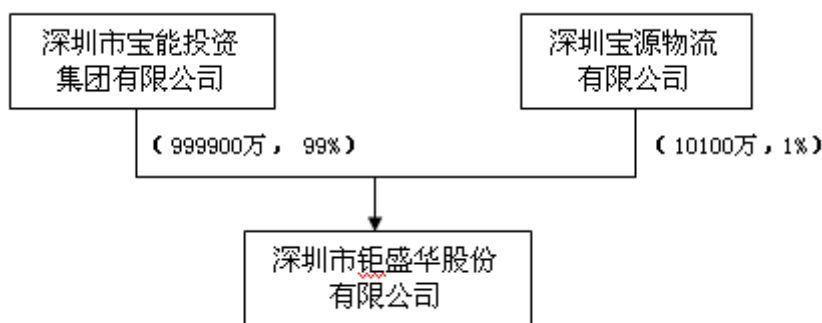 深圳市宝能投资
集团有限公司
深圳宝源物流
有限公司
（999900万， 99%）
（10100万，1%）
深圳市钜盛华股份
有限公司